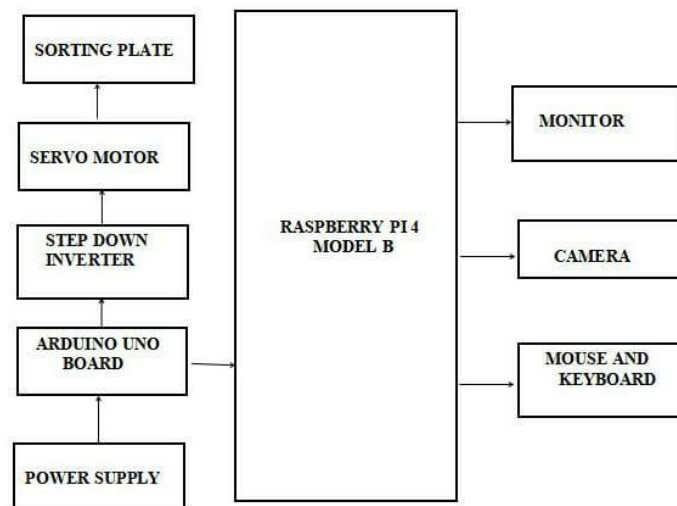 SORTING PLATE
SERVO MOTOR
STEP DOWN
INVERTER
ARDUINO UNO
BOARD
POWER SUPPLY
RASPBERRY PI 4
MODEL B
MONITOR
CAMERA
MOUSE AND
KEYBOARD